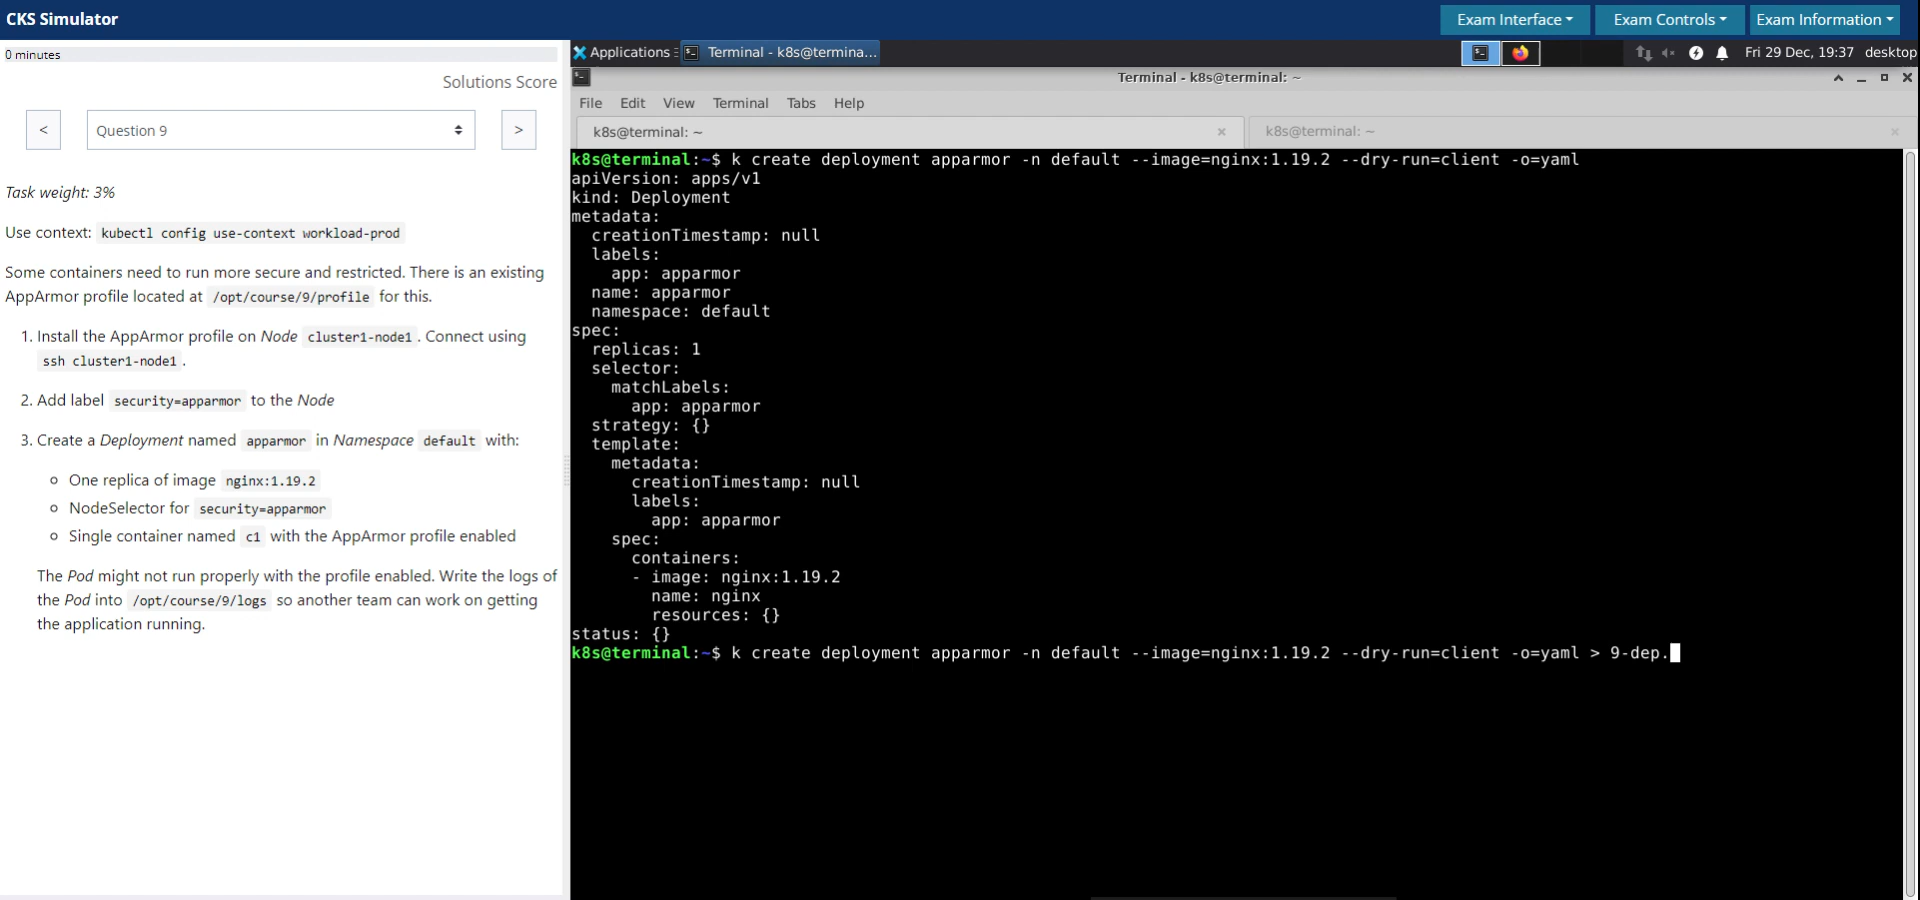 CKS Simulator
Exam Interface
Exam Controls
Exam Information
0 minutes
Solutions Score
<
Question 9
>
Task weight: 3%
Use context: kubectl config use-context workload-prod
Some containers need to run more secure and restricted. There is an existing
AppArmor profile located at /opt/course/9/profile for this.
1. Install the AppArmor profile on Node cluster1-node1 . Connect using
ssh cluster1-node1 .
2. Add label security=apparmor to the Node
3. Create a Deployment named apparmor in Namespace default with:
One replica of image nginx:1.19.2
NodeSelector for security=apparmor
Single container named c1 with the AppArmor profile enabled
The Pod might not run properly with the profile enabled. Write the logs of
the Pod into /opt/course/9/logs so another team can work on getting
the application running.
Applications
Terminal - k8s@termina...
Fri 29 Dec, 19:37
desktop
Terminal - k8s@terminal: ~
File Edit View Terminal Tabs Help
k8s@terminal: ~
k8s@terminal: ~
k8s@terminal:~$ k create deployment apparmor -n default --image=nginx:1.19.2 --dry-run=client -o=yaml
apiVersion: apps/v1
kind: Deployment
metadata:
  creationTimestamp: null
  labels:
    app: apparmor
  name: apparmor
  namespace: default
spec:
  replicas: 1
  selector:
    matchLabels:
      app: apparmor
  strategy: {}
  template:
    metadata:
      creationTimestamp: null
      labels:
        app: apparmor
    spec:
      containers:
      - image: nginx:1.19.2
        name: nginx
        resources: {}
status: {}
k8s@terminal:~$ k create deployment apparmor -n default --image=nginx:1.19.2 --dry-run=client -o=yaml > 9-dep.